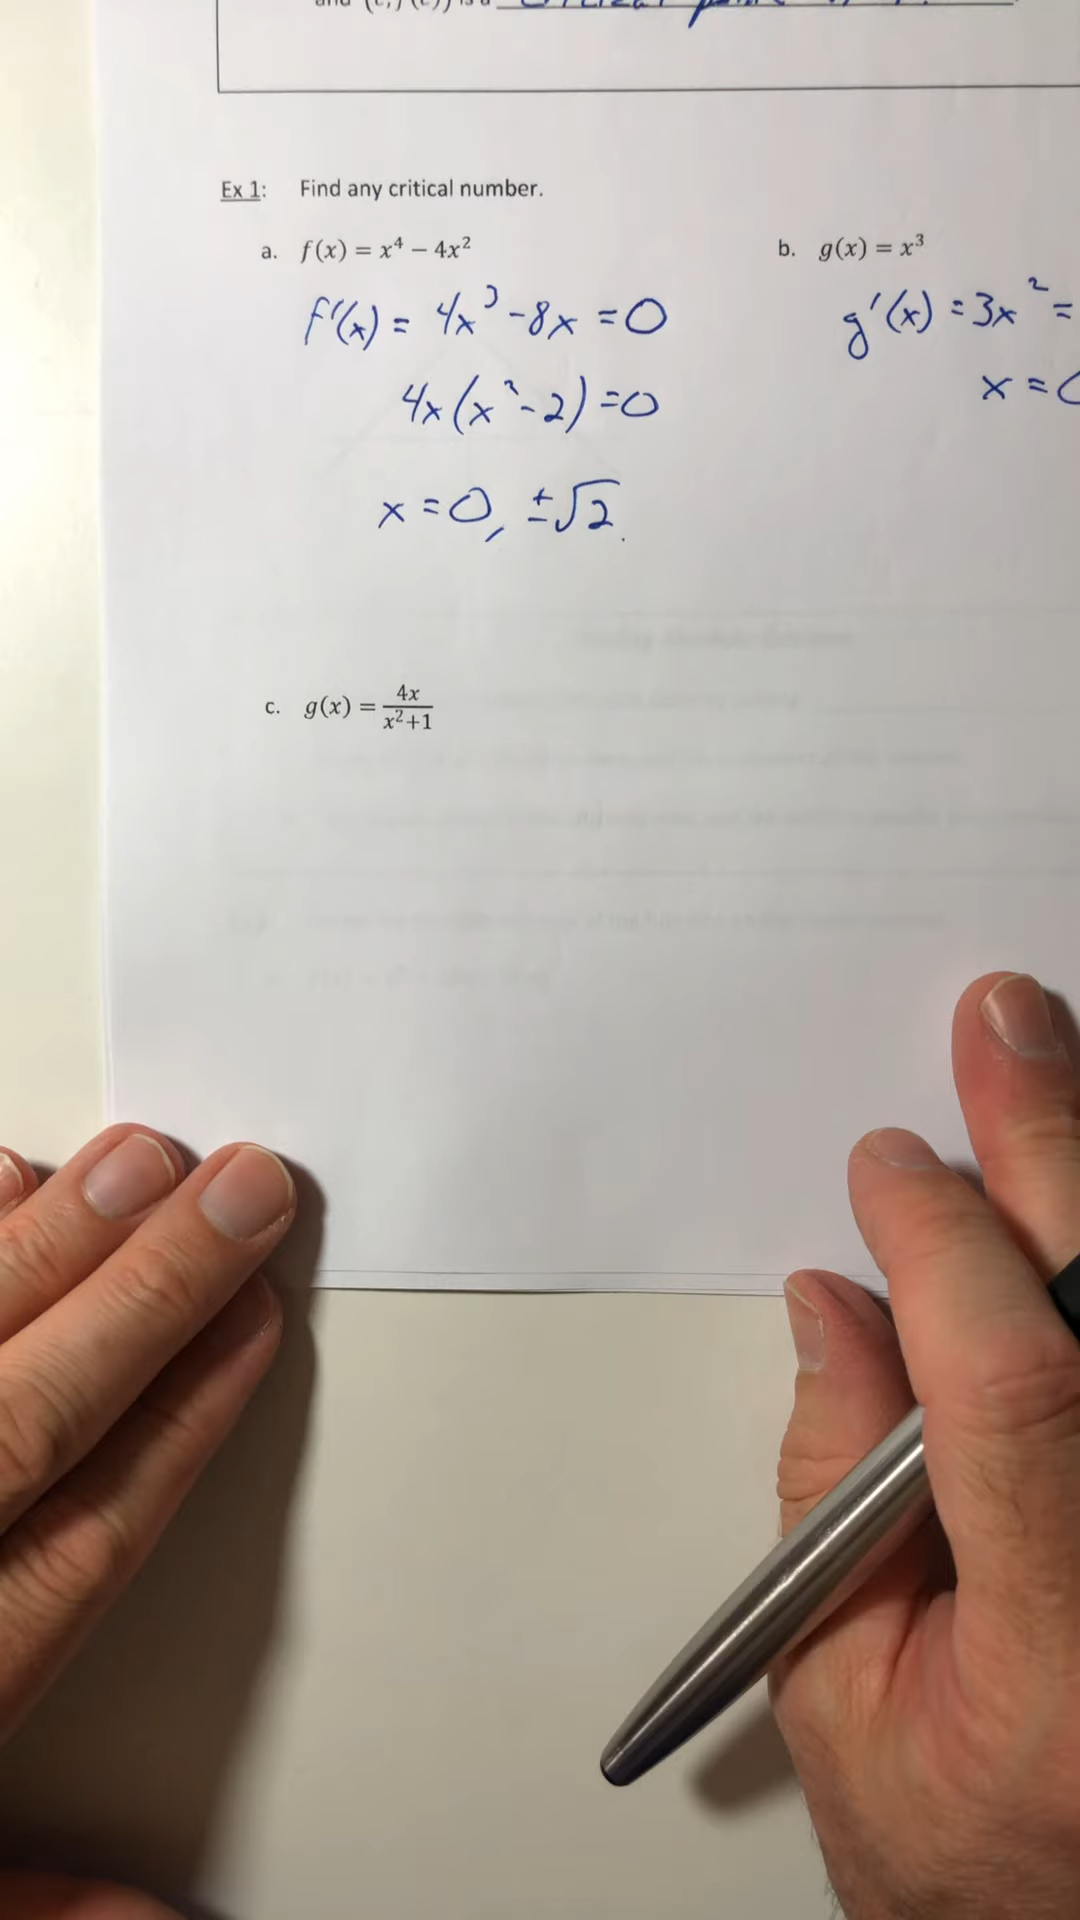 Ex 1: Find any critical number.
a. f(x) = x⁴ − 4x²
f'(x) = 4x³ - 8x = 0
4x(x² - 2) = 0
x = 0, ±√2.
b. g(x) = x³
g'(x) = 3x² =
x =
c. g(x) = 4x/(x²+1)